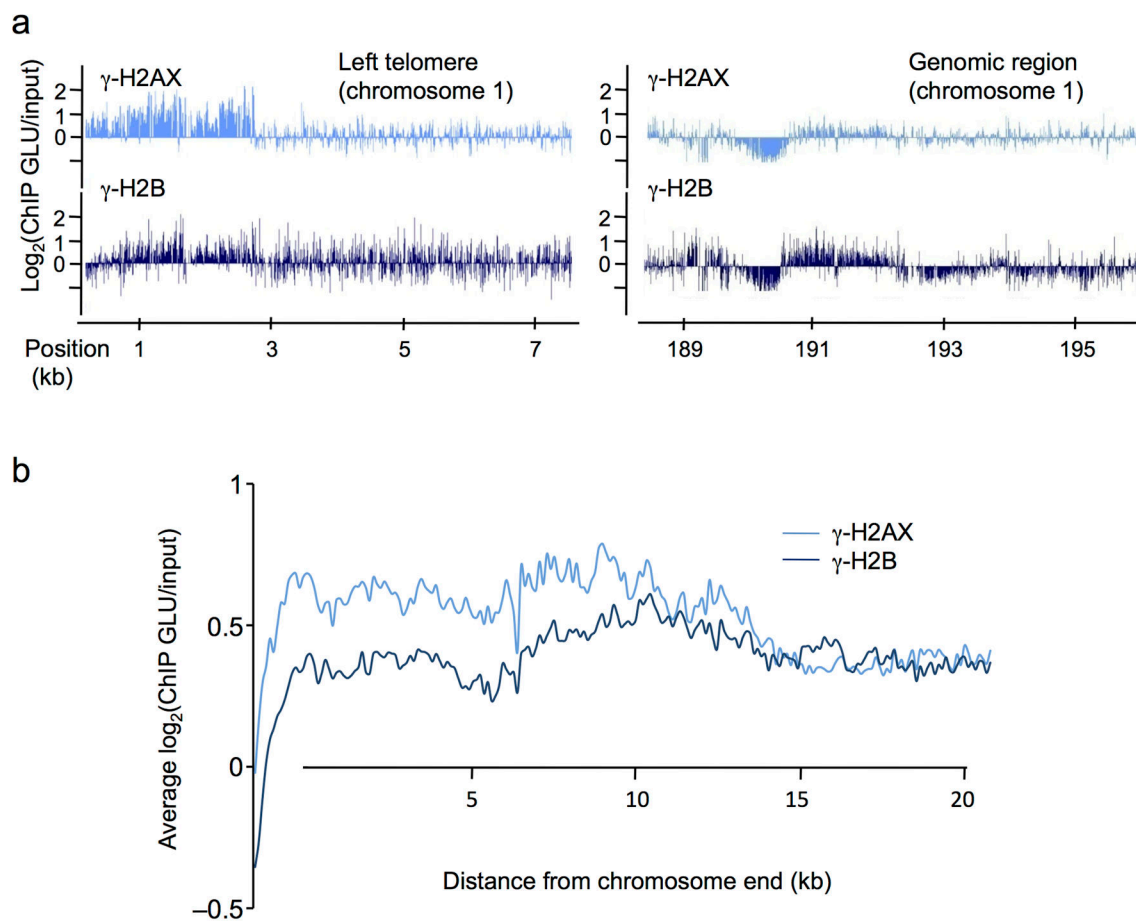 a
Log₂(ChIP GLU/input)
γ-H2AX
Left telomere
(chromosome 1)
2
1
0
γ-H2B
2
1
0
γ-H2AX
Genomic region
(chromosome 1)
2
1
0
γ-H2B
2
1
0
Position
(kb)
1 3 5 7
189 191 193 195
b
Average log₂(ChIP GLU/input)
1
0.5
0
–0.5
γ-H2AX
γ-H2B
5 10 15 20
Distance from chromosome end (kb)